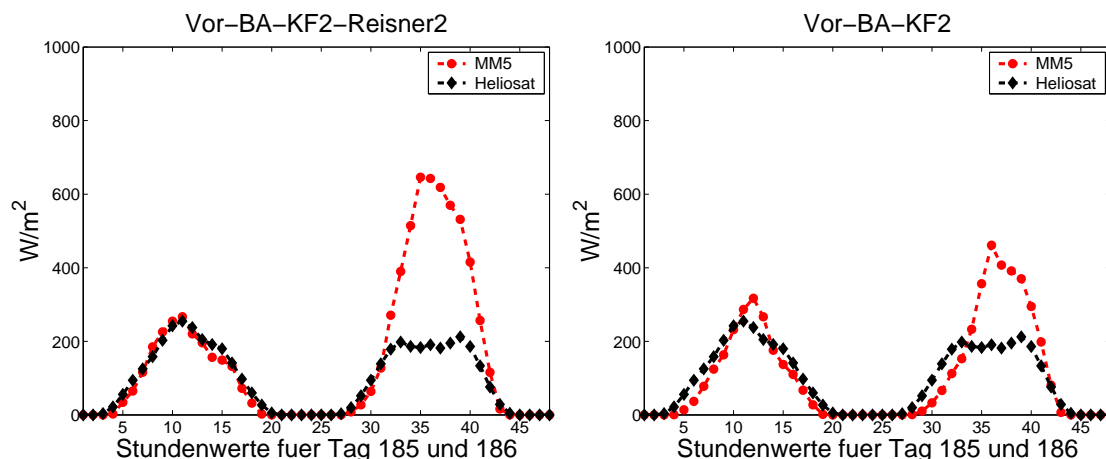 Vor−BA−KF2−Reisner2
1000
800
600
400
200
0
W/m²
MM5
Heliosat
5 10 15 20 25 30 35 40 45
Stundenwerte fuer Tag 185 und 186
Vor−BA−KF2
1000
800
600
400
200
0
W/m²
MM5
Heliosat
5 10 15 20 25 30 35 40 45
Stundenwerte fuer Tag 185 und 186